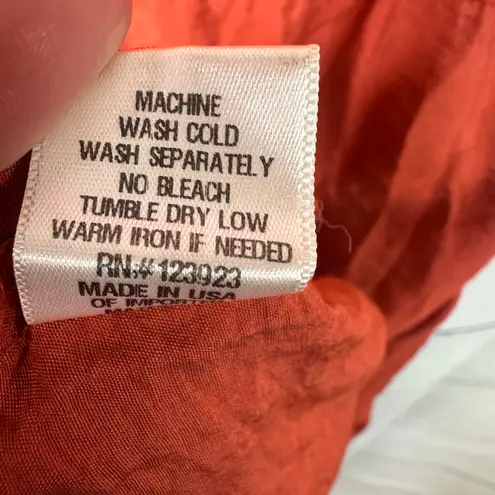 MACHINE
WASH COLD
WASH SEPARATELY
NO BLEACH
TUMBLE DRY LOW
WARM IRON IF NEEDED
RN:# 123923
MADE IN USA
OF